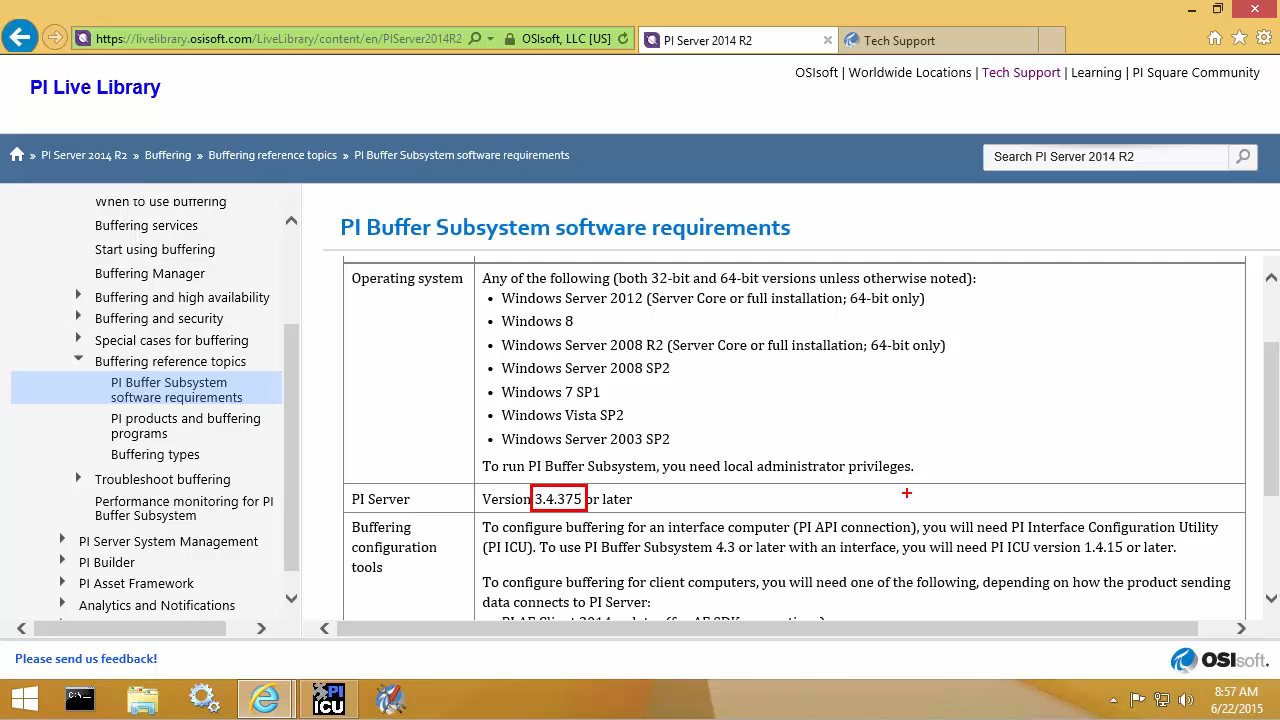 https://livelibrary.osisoft.com/LiveLibrary/content/en/PIServer2014R2
OSIsoft, LLC [US]
PI Server 2014 R2
Tech Support
PI Live Library
OSIsoft | Worldwide Locations | Tech Support | Learning | PI Square Community
» PI Server 2014 R2 » Buffering » Buffering reference topics » PI Buffer Subsystem software requirements
Search PI Server 2014 R2
When to use buffering
Buffering services
Start using buffering
Buffering Manager
Buffering and high availability
Buffering and security
Special cases for buffering
Buffering reference topics
PI Buffer Subsystem
software requirements
PI products and buffering
programs
Buffering types
Troubleshoot buffering
Performance monitoring for PI
Buffer Subsystem
PI Server System Management
PI Builder
PI Asset Framework
Analytics and Notifications
PI Buffer Subsystem software requirements
Operating system
Any of the following (both 32-bit and 64-bit versions unless otherwise noted):
• Windows Server 2012 (Server Core or full installation; 64-bit only)
• Windows 8
• Windows Server 2008 R2 (Server Core or full installation; 64-bit only)
• Windows Server 2008 SP2
• Windows 7 SP1
• Windows Vista SP2
• Windows Server 2003 SP2
To run PI Buffer Subsystem, you need local administrator privileges.
PI Server
Version 3.4.375 or later
Buffering
configuration
tools
To configure buffering for an interface computer (PI API connection), you will need PI Interface Configuration Utility
(PI ICU). To use PI Buffer Subsystem 4.3 or later with an interface, you will need PI ICU version 1.4.15 or later.
To configure buffering for client computers, you will need one of the following, depending on how the product sending
data connects to PI Server:
Please send us feedback!
OSIsoft.
PI
ICU
8:57 AM
6/22/2015